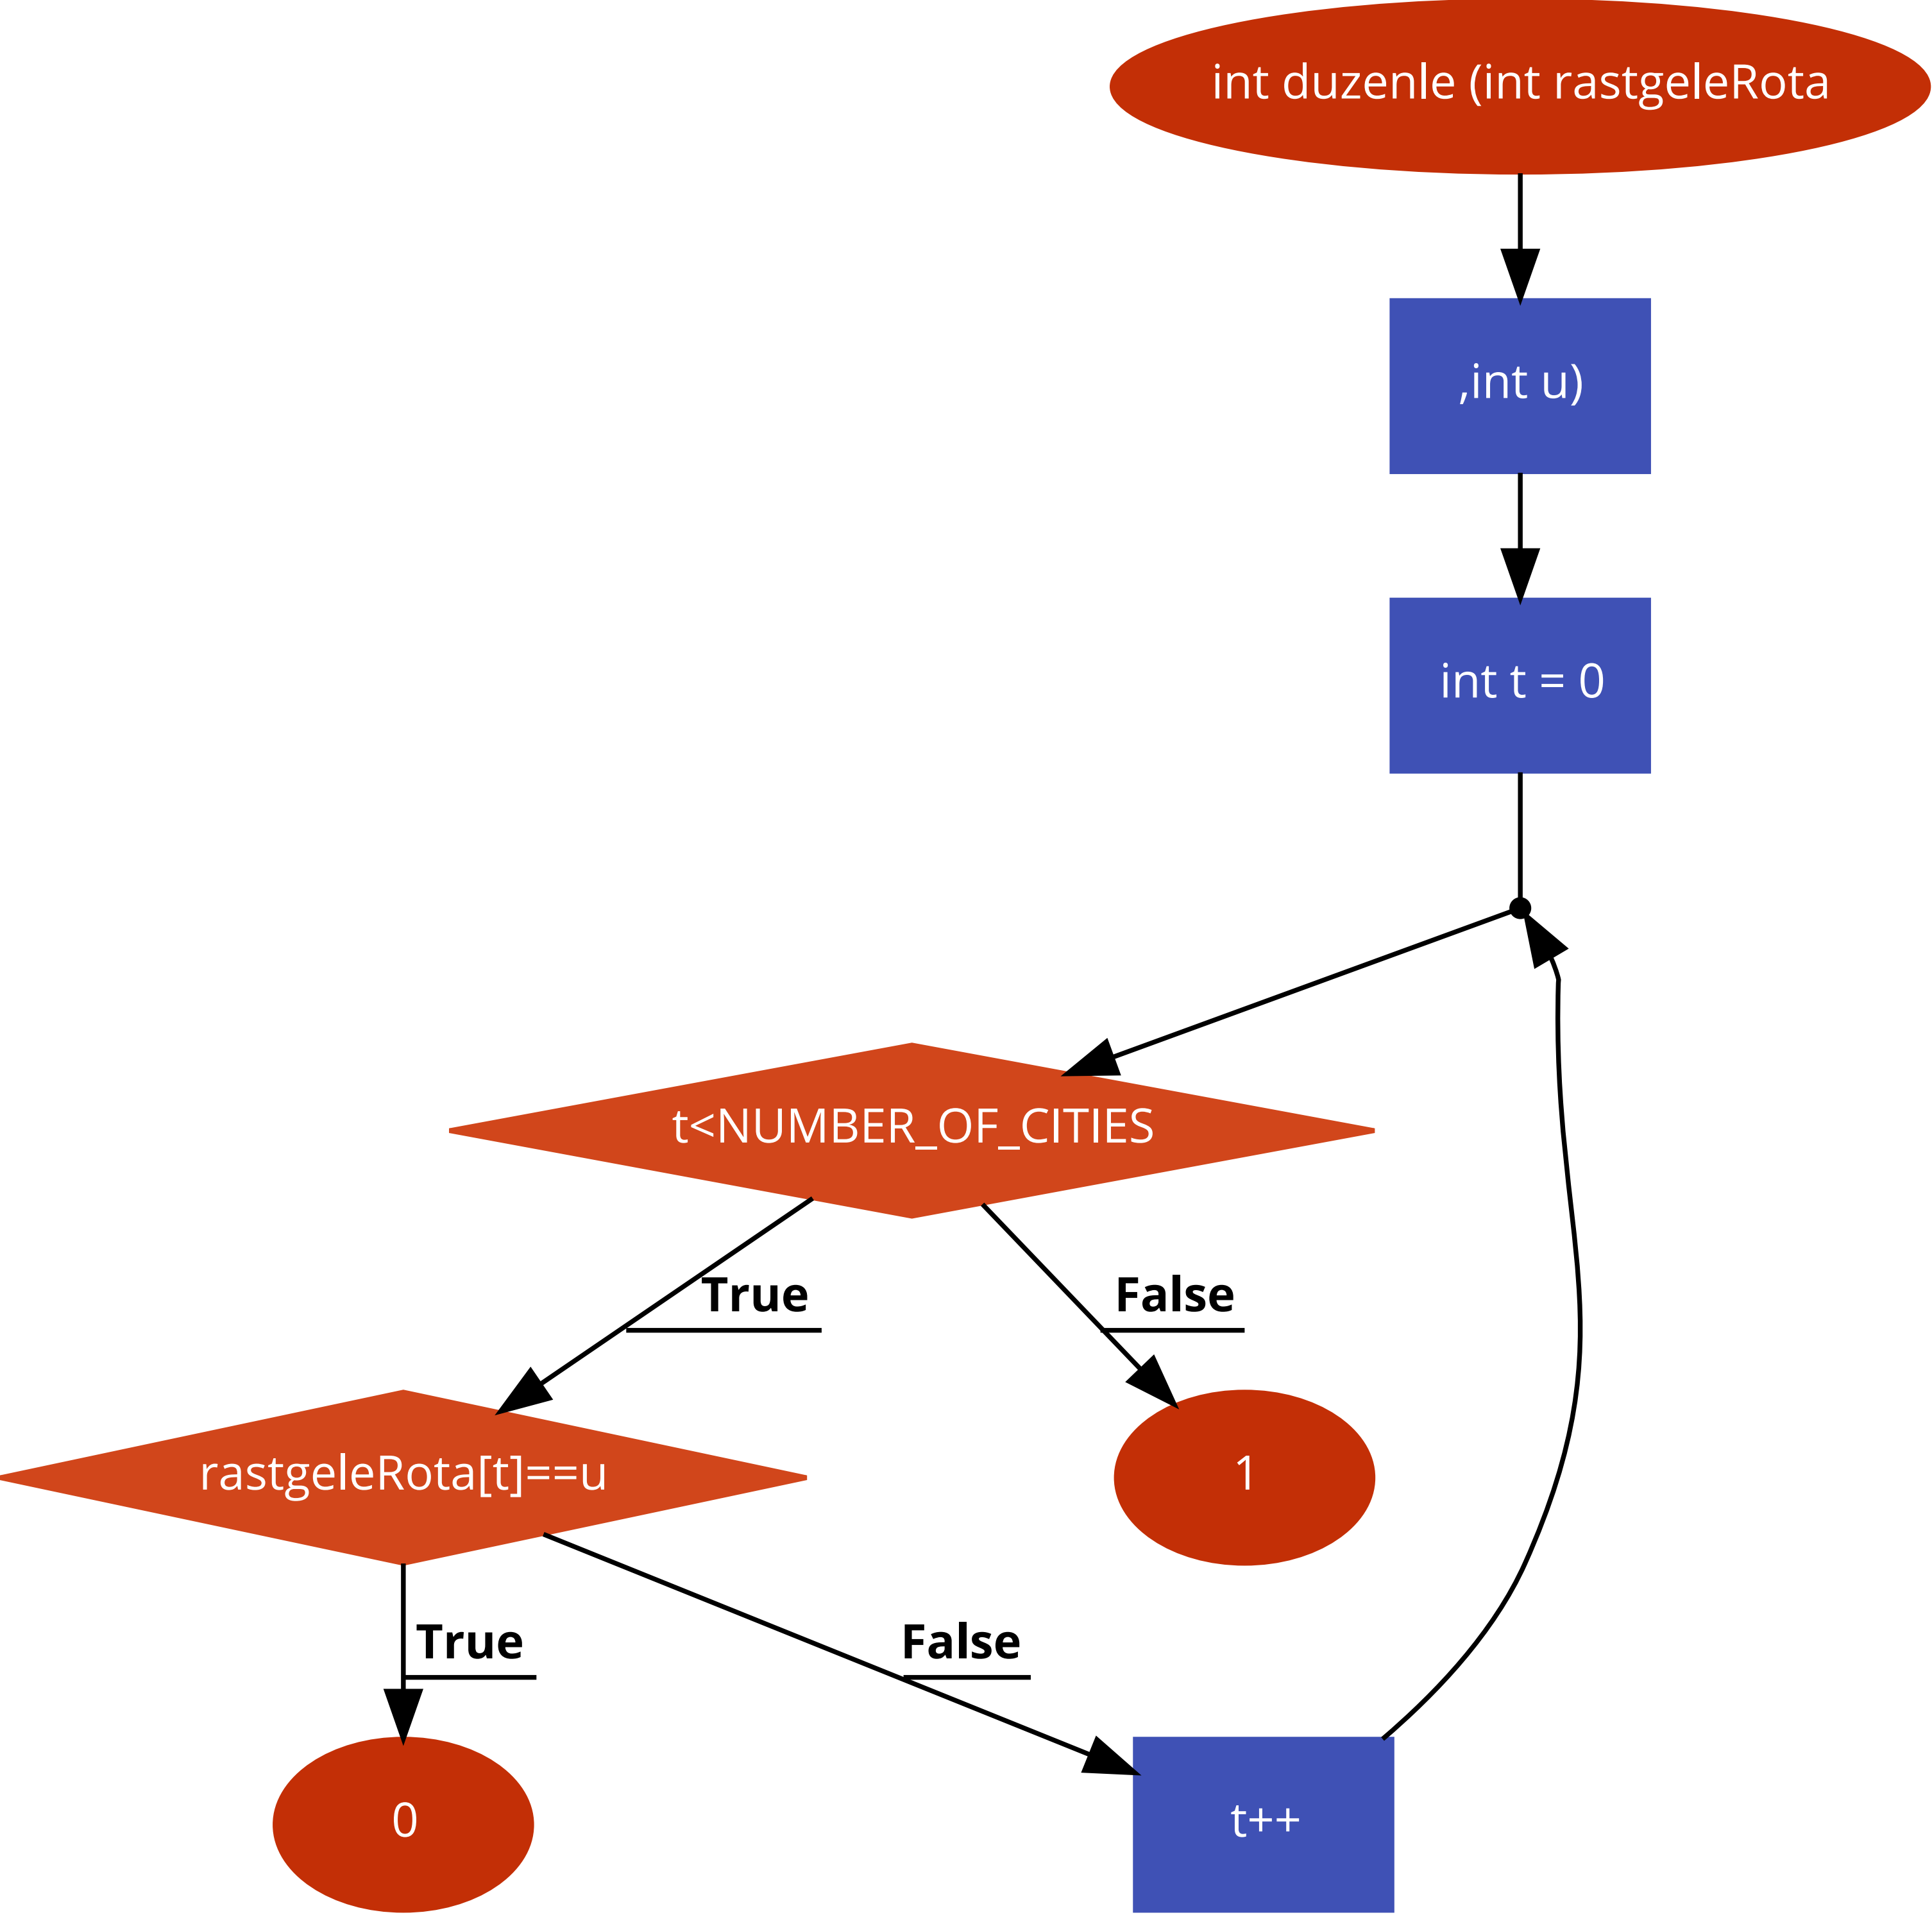 int duzenle (int rastgeleRota
,int u)
int t = 0
t<NUMBER_OF_CITIES
True
False
rastgeleRota[t]==u
1
True
False
0
t++